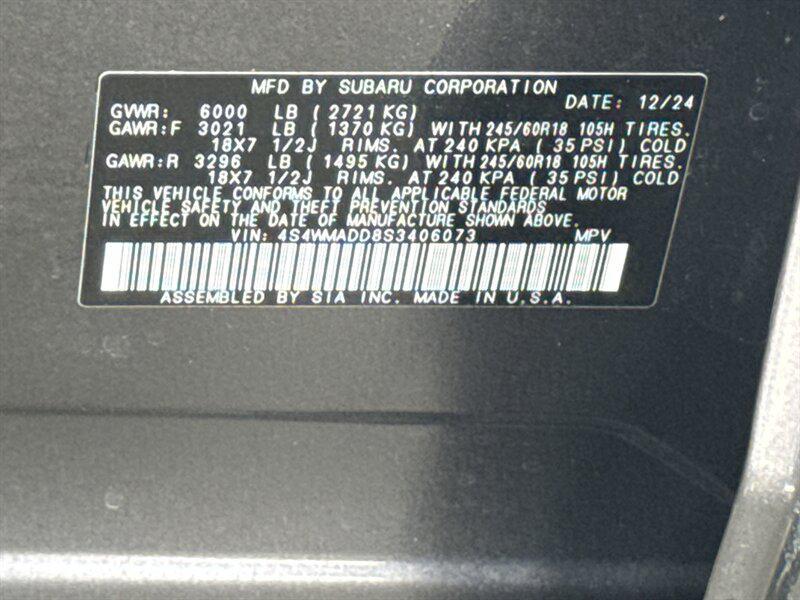 MFD BY SUBARU CORPORATION
DATE: 12/24
GVWR: 6000 LB ( 2721 KG)
GAWR:F 3021 LB ( 1370 KG) WITH 245/60R18 105H TIRES.
18X7 1/2J RIMS. AT 240 KPA ( 35 PSI) COLD
GAWR:R 3296 LB ( 1495 KG) WITH 245/60R18 105H TIRES.
18X7 1/2J RIMS. AT 240 KPA ( 35 PSI) COLD
THIS VEHICLE CONFORMS TO ALL APPLICABLE FEDERAL MOTOR
VEHICLE SAFETY AND THEFT PREVENTION STANDARDS
IN EFFECT ON THE DATE OF MANUFACTURE SHOWN ABOVE.
VIN: 4S4WMADD8S3406073 MPV
ASSEMBLED BY SIA INC. MADE IN U.S.A.